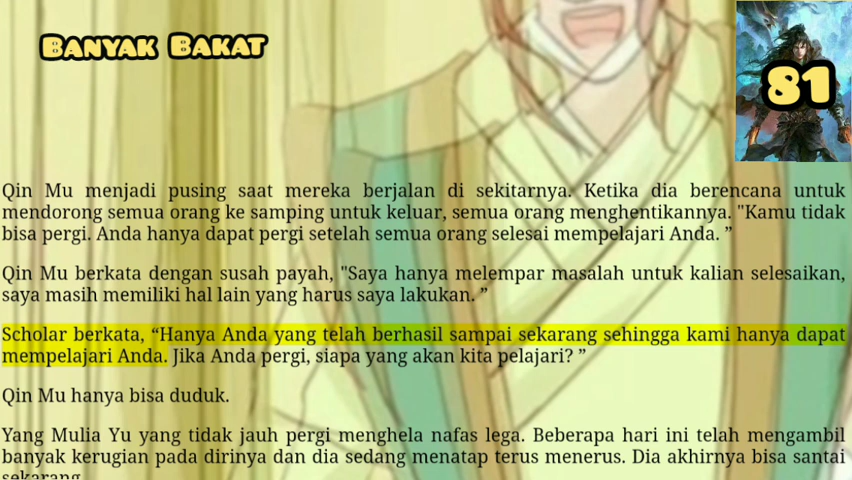 Banyak Bakat
81
Qin Mu menjadi pusing saat mereka berjalan di sekitarnya. Ketika dia berencana untuk
mendorong semua orang ke samping untuk keluar, semua orang menghentikannya. "Kamu tidak
bisa pergi. Anda hanya dapat pergi setelah semua orang selesai mempelajari Anda. ”
Qin Mu berkata dengan susah payah, "Saya hanya melempar masalah untuk kalian selesaikan,
saya masih memiliki hal lain yang harus saya lakukan. ”
Scholar berkata, “Hanya Anda yang telah berhasil sampai sekarang sehingga kami hanya dapat
mempelajari Anda. Jika Anda pergi, siapa yang akan kita pelajari? ”
Qin Mu hanya bisa duduk.
Yang Mulia Yu yang tidak jauh pergi menghela nafas lega. Beberapa hari ini telah mengambil
banyak kerugian pada dirinya dan dia sedang menatap terus menerus. Dia akhirnya bisa santai
sekarang.